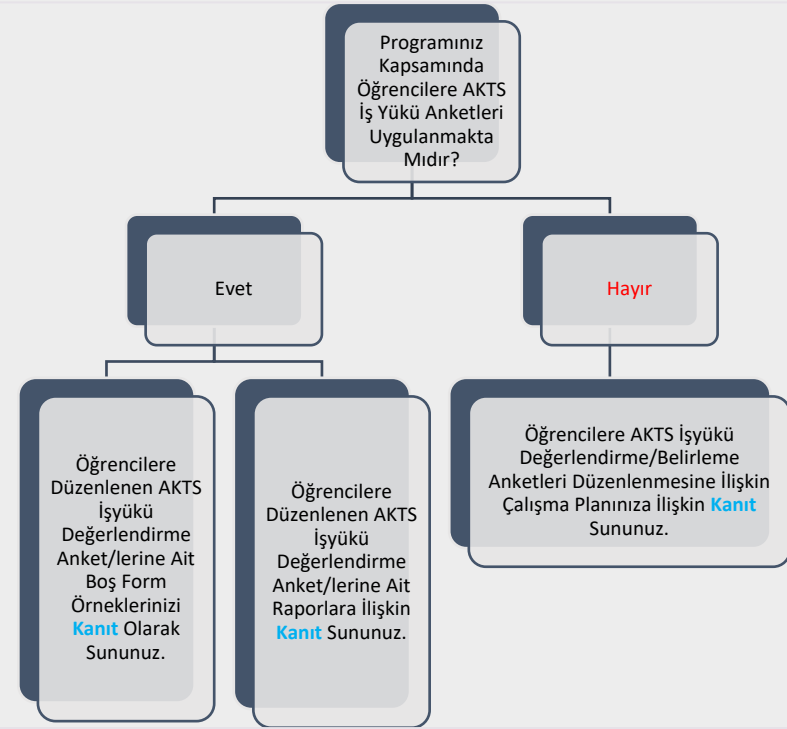 Programınız
Kapsamında
Öğrencilere AKTS
İş Yükü Anketleri
Uygulanmakta
Mıdır?
Evet
Hayır
Öğrencilere
Düzenlenen AKTS
İşyükü
Değerlendirme
Anket/lerine Ait
Boş Form
Örneklerinizi
Kanıt Olarak
Sununuz.
Öğrencilere
Düzenlenen AKTS
İşyükü
Değerlendirme
Anket/lerine Ait
Raporlara İlişkin
Kanıt Sununuz.
Öğrencilere AKTS İşyükü
Değerlendirme/Belirleme
Anketleri Düzenlenmesine İlişkin
Çalışma Planınıza İlişkin Kanıt
Sununuz.